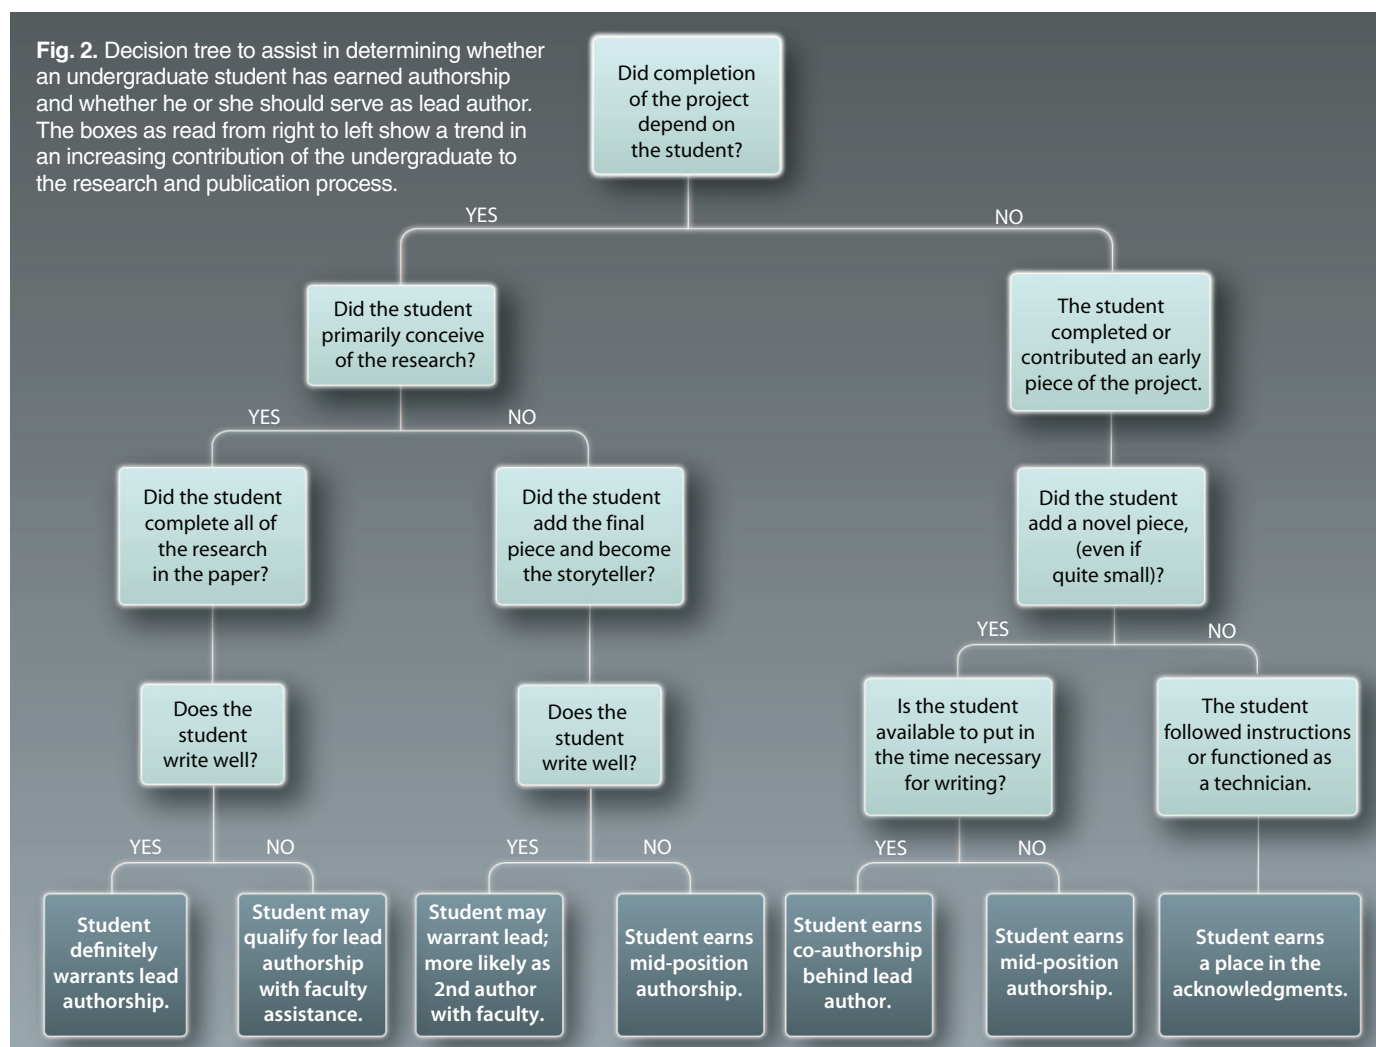 Fig. 2. Decision tree to assist in determining whether
an undergraduate student has earned authorship
and whether he or she should serve as lead author.
The boxes as read from right to left show a trend in
an increasing contribution of the undergraduate to
the research and publication process.
Did completion
of the project
depend on
the student?
YES
NO
Did the student
primarily conceive
of the research?
The student
completed or
contributed an early
piece of the project.
YES
NO
Did the student
complete all of
the research
in the paper?
Did the student
add the final
piece and become
the storyteller?
Did the student
add a novel piece,
(even if
quite small)?
YES
NO
Does the
student
write well?
Does the
student
write well?
Is the student
available to put in
the time necessary
for writing?
The student
followed instructions
or functioned as
a technician.
YES
NO
YES
NO
YES
NO
Student
definitely
warrants lead
authorship.
Student may
qualify for lead
authorship
with faculty
assistance.
Student may
warrant lead;
more likely as
2nd author
with faculty.
Student earns
mid-position
authorship.
Student earns
co-authorship
behind lead
author.
Student earns
mid-position
authorship.
Student earns
a place in the
acknowledgments.